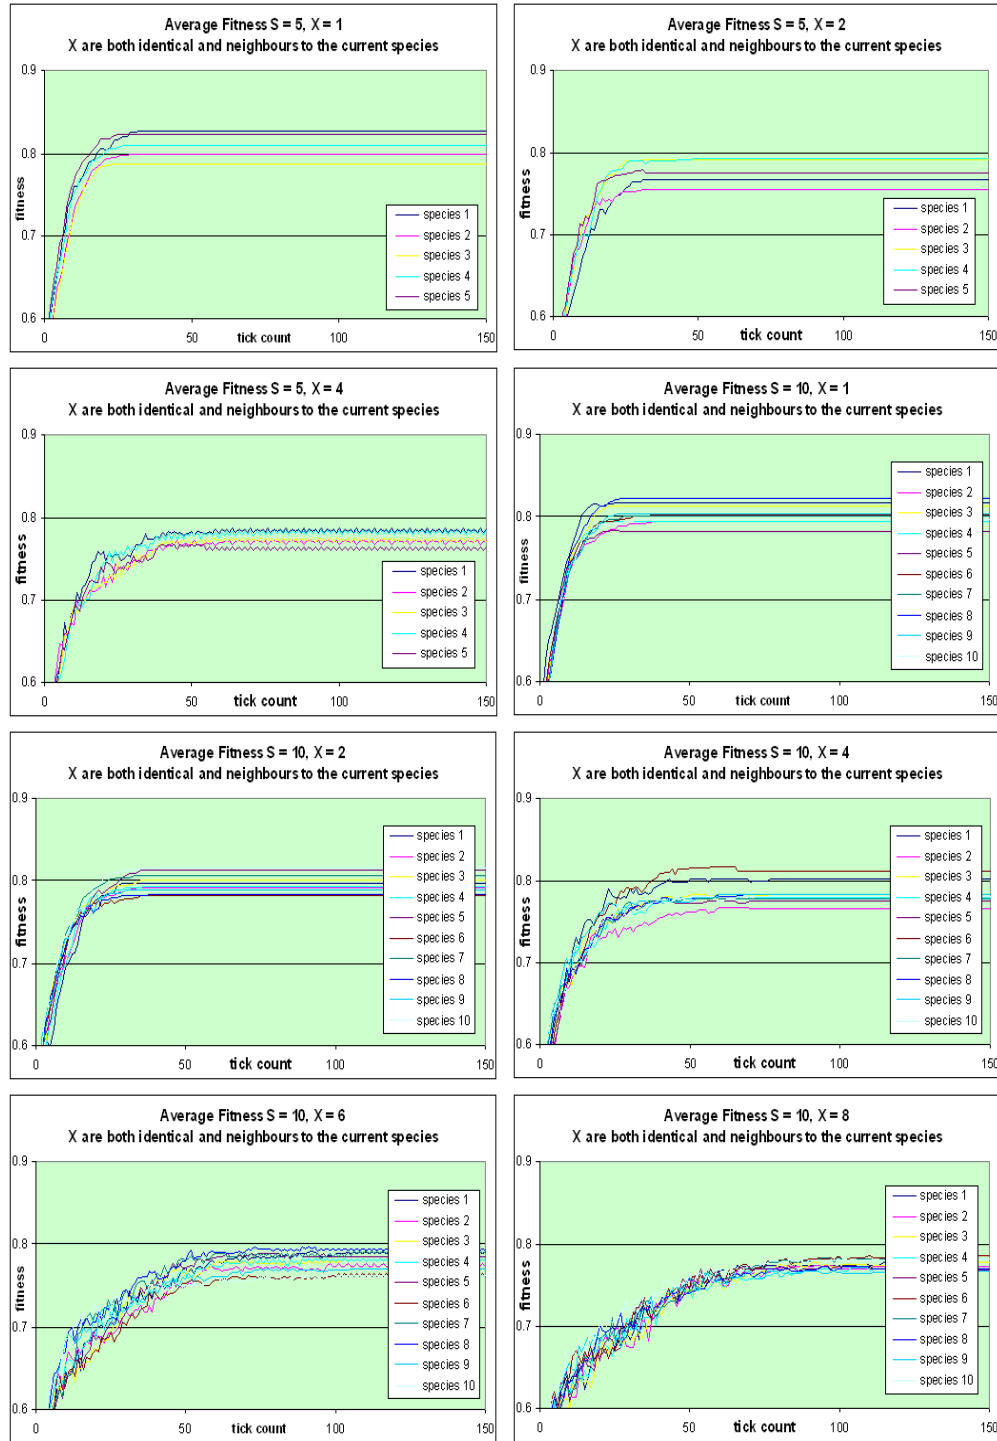 Average Fitness S = 5, X = 1
X are both identical and neighbours to the current species
0.9
0.8
0.7
0.6
fitness
0 50 100 150
tick count
species 1
species 2
species 3
species 4
species 5
Average Fitness S = 5, X = 2
X are both identical and neighbours to the current species
0.9
0.8
0.7
0.6
fitness
0 50 100 150
tick count
species 1
species 2
species 3
species 4
species 5
Average Fitness S = 5, X = 4
X are both identical and neighbours to the current species
0.9
0.8
0.7
0.6
fitness
0 50 100 150
tick count
species 1
species 2
species 3
species 4
species 5
Average Fitness S = 10, X = 1
X are both identical and neighbours to the current species
0.9
0.8
0.7
0.6
fitness
0 50 100 150
tick count
species 1
species 2
species 3
species 4
species 5
species 6
species 7
species 8
species 9
species 10
Average Fitness S = 10, X = 2
X are both identical and neighbours to the current species
0.9
0.8
0.7
0.6
fitness
0 50 100 150
tick count
species 1
species 2
species 3
species 4
species 5
species 6
species 7
species 8
species 9
species 10
Average Fitness S = 10, X = 4
X are both identical and neighbours to the current species
0.9
0.8
0.7
0.6
fitness
0 50 100 150
tick count
species 1
species 2
species 3
species 4
species 5
species 6
species 7
species 8
species 9
species 10
Average Fitness S = 10, X = 6
X are both identical and neighbours to the current species
0.9
0.8
0.7
0.6
fitness
0 50 100 150
tick count
species 1
species 2
species 3
species 4
species 5
species 6
species 7
species 8
species 9
species 10
Average Fitness S = 10, X = 8
X are both identical and neighbours to the current species
0.9
0.8
0.7
0.6
fitness
0 50 100 150
tick count
species 1
species 2
species 3
species 4
species 5
species 6
species 7
species 8
species 9
species 10